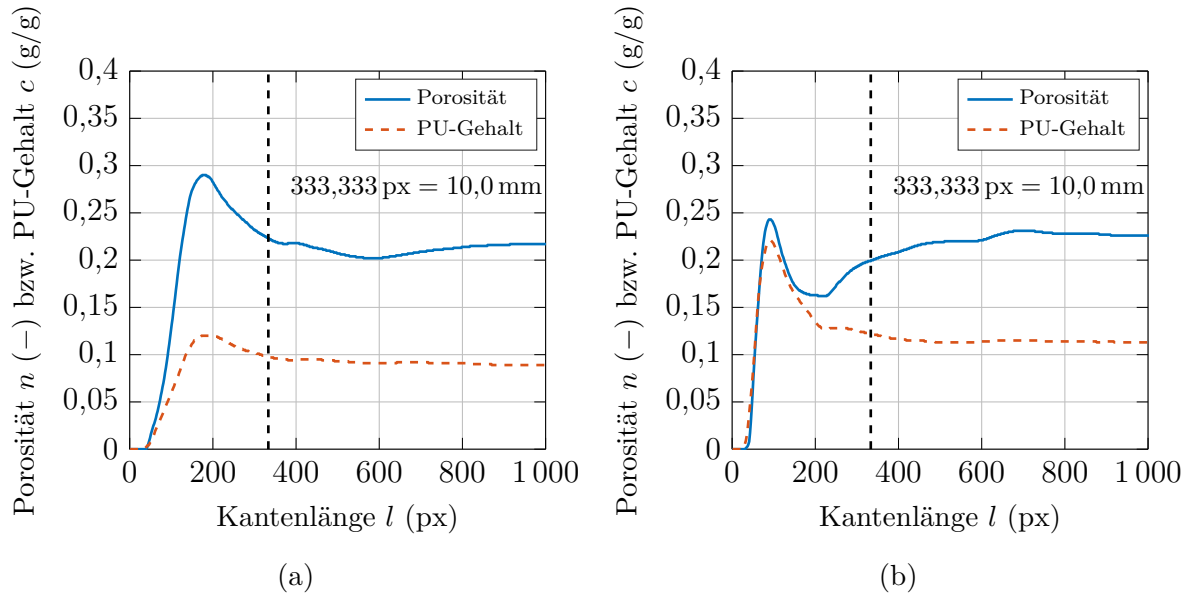 Porosität n (−) bzw. PU-Gehalt c (g/g)
0,4
0,35
0,3
0,25
0,2
0,15
0,1
0,05
0
Porosität
PU-Gehalt
333,333 px = 10,0 mm
0 200 400 600 800 1 000
Kantenlänge l (px)
(a)
Porosität n (−) bzw. PU-Gehalt c (g/g)
0,4
0,35
0,3
0,25
0,2
0,15
0,1
0,05
0
Porosität
PU-Gehalt
333,333 px = 10,0 mm
0 200 400 600 800 1 000
Kantenlänge l (px)
(b)